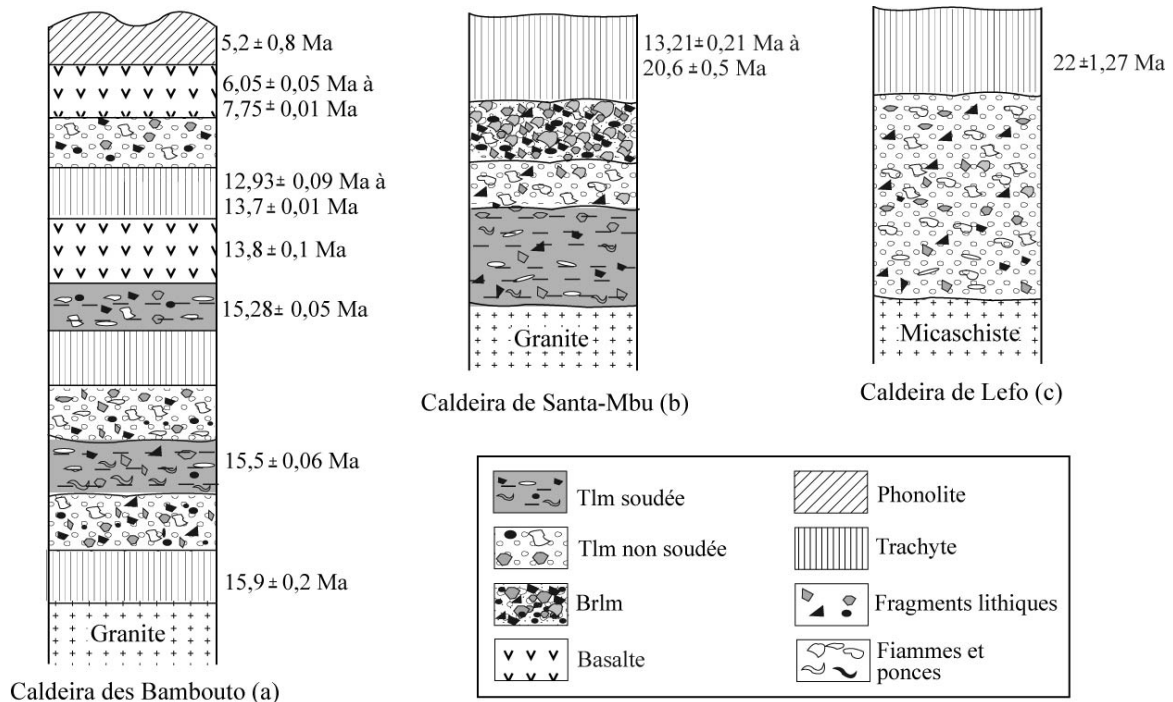 5,2 ± 0,8 Ma
6,05 ± 0,05 Ma à
7,75 ± 0,01 Ma
12,93 ± 0,09 Ma à
13,7 ± 0,01 Ma
13,8 ± 0,1 Ma
15,28 ± 0,05 Ma
15,5 ± 0,06 Ma
15,9 ± 0,2 Ma
Granite
Caldeira des Bambouto (a)
13,21 ± 0,21 Ma à
20,6 ± 0,5 Ma
Granite
Caldeira de Santa-Mbu (b)
22 ± 1,27 Ma
Micaschiste
Caldeira de Lefo (c)
Tlm soudée
Tlm non soudée
Brlm
Basalte
Phonolite
Trachyte
Fragments lithiques
Fiammes et
ponces